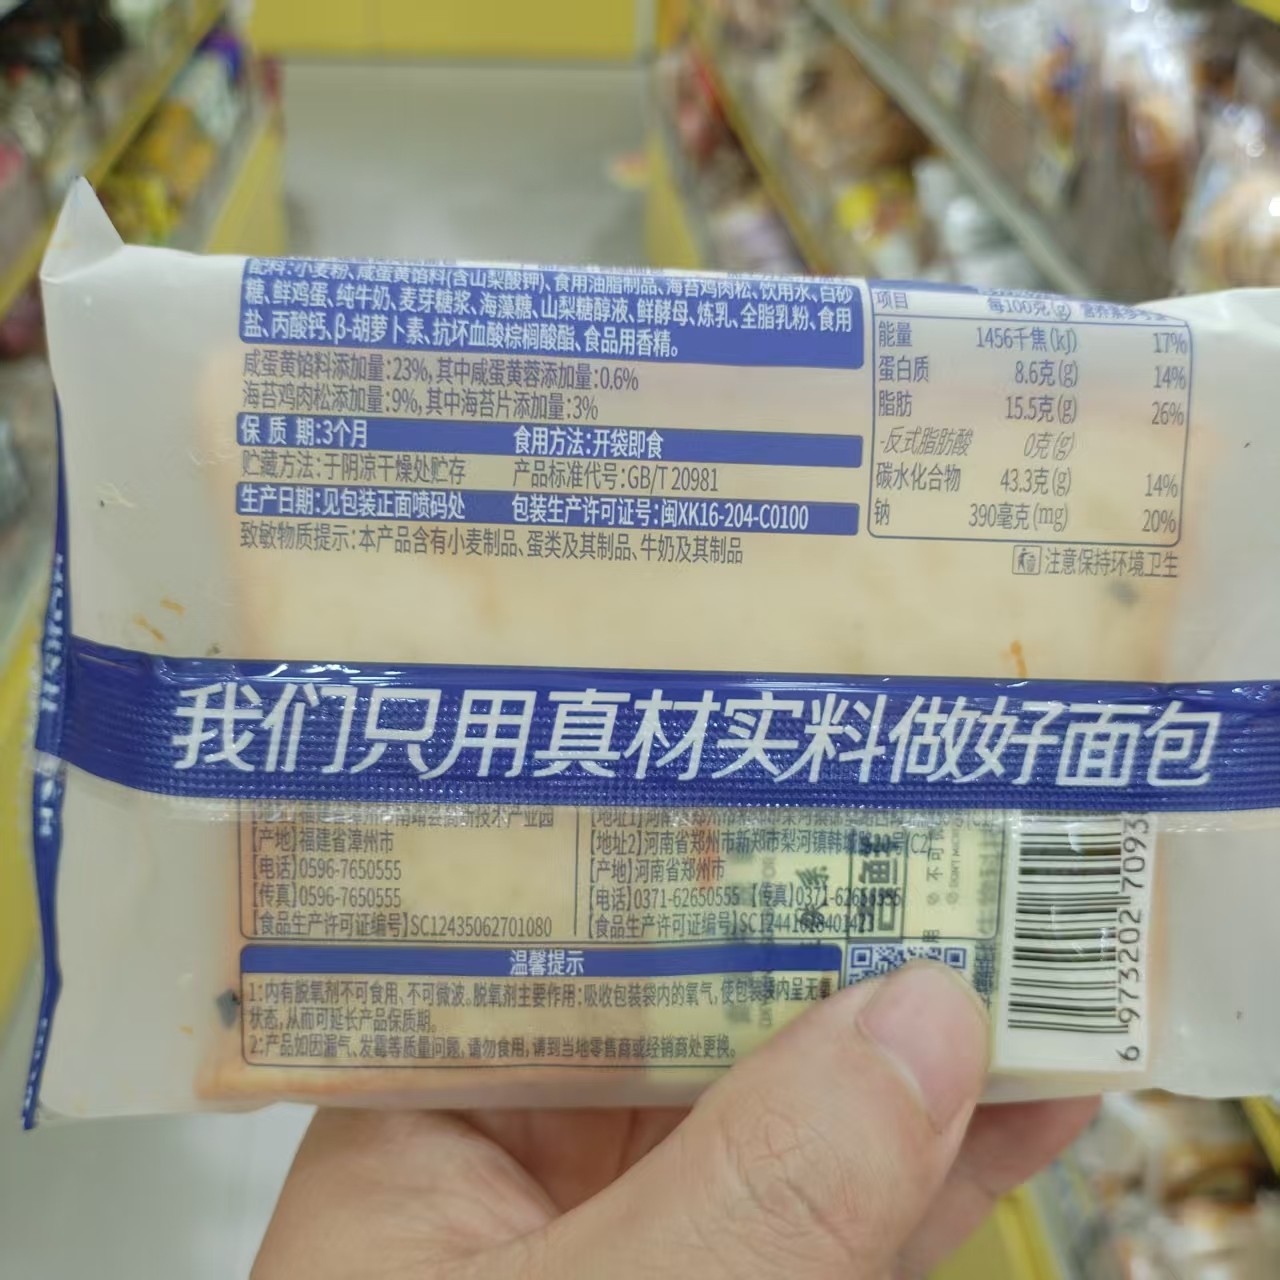 配料:小麦粉、咸蛋黄馅料(含山梨酸钾)、食用油脂制品、海苔鸡肉松、饮用水、白砂
糖、鲜鸡蛋、纯牛奶、麦芽糖浆、海藻糖、山梨糖醇液、鲜酵母、炼乳、全脂乳粉、食用
盐、丙酸钙、β-胡萝卜素、抗坏血酸棕榈酸酯、食品用香精。
咸蛋黄馅料添加量:23%,其中咸蛋黄蓉添加量:0.6%
海苔鸡肉松添加量:9%,其中海苔片添加量:3%
保质期:3个月 食用方法:开袋即食
贮藏方法:于阴凉干燥处贮存 产品标准代号:GB/T 20981
生产日期:见包装正面喷码处 包装生产许可证号:闽XK16-204-C0100
致敏物质提示:本产品含有小麦制品、蛋类及其制品、牛奶及其制品
项目 每100克(g)
能量 1456千焦(kJ) 17%
蛋白质 8.6克(g) 14%
脂肪 15.5克(g) 26%
-反式脂肪酸 0克(g)
碳水化合物 43.3克(g) 14%
钠 390毫克(mg) 20%
注意保持环境卫生
我们只用真材实料做好面包
【产地】福建省漳州市
【电话】0596-7650555
【传真】0596-7650555
【食品生产许可证编号】SC12435062701080
【地址2】河南省郑州市新郑市梨河镇韩城路 号(C2)
【产地】河南省郑州市
【电话】0371-62650555 【传真】0371-62655555
【食品生产许可证编号】
温馨提示
1:内有脱氧剂不可食用、不可微波。脱氧剂主要作用:吸收包装袋内的氧气,使包装袋内呈无氧
状态,从而可延长产品保质期。
2:产品如因漏气、发霉等质量问题,请勿食用,请到当地零售商或经销商处更换。
6 973202 77093